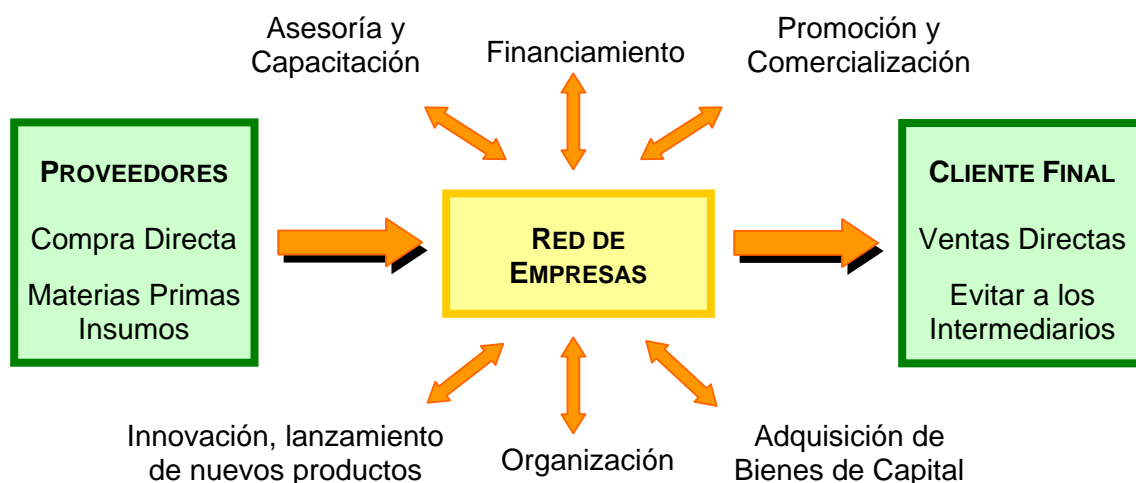 Asesoría y
Capacitación
Financiamiento
Promoción y
Comercialización
PROVEEDORES
Compra Directa
Materias Primas
Insumos
RED DE
EMPRESAS
CLIENTE FINAL
Ventas Directas
Evitar a los
Intermediarios
Innovación, lanzamiento
de nuevos productos
Organización
Adquisición de
Bienes de Capital